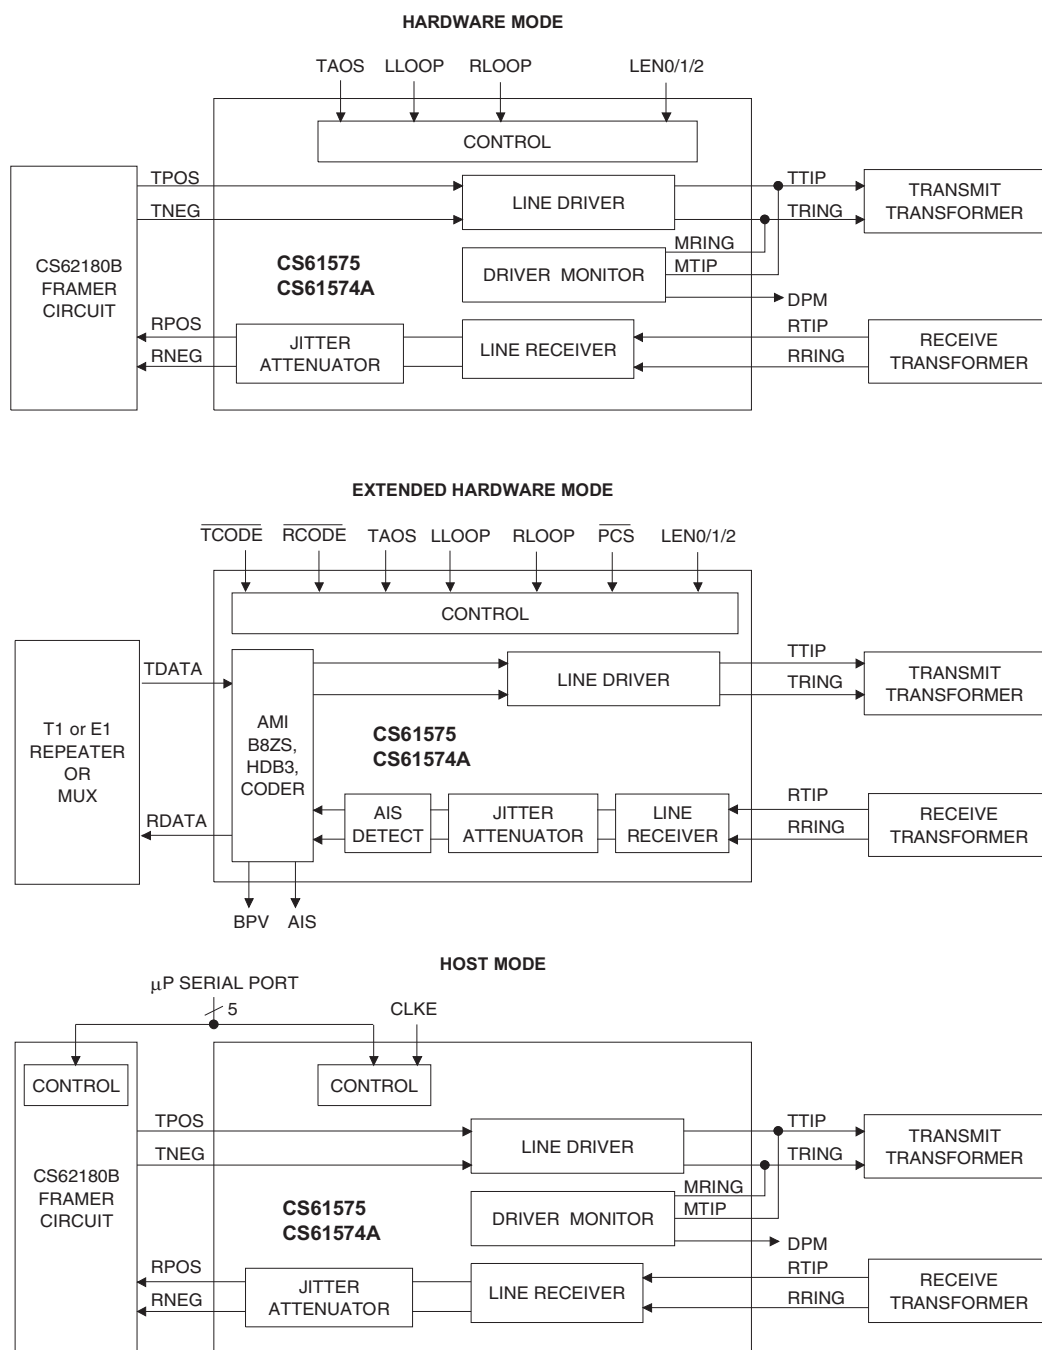 HARDWARE MODE
TAOS LLOOP RLOOP LEN0/1/2
CONTROL
TPOS
TNEG
LINE DRIVER
TTIP
TRING
TRANSMIT
TRANSFORMER
CS62180B
FRAMER
CIRCUIT
CS61575
CS61574A
DRIVER MONITOR
MRING
MTIP
DPM
RPOS
RNEG
JITTER
ATTENUATOR
LINE RECEIVER
RTIP
RRING
RECEIVE
TRANSFORMER
EXTENDED HARDWARE MODE
TCODE RCODE TAOS LLOOP RLOOP PCS LEN0/1/2
CONTROL
TDATA
RDATA
T1 or E1
REPEATER
OR
MUX
AMI
B8ZS,
HDB3,
CODER
LINE DRIVER
TTIP
TRING
TRANSMIT
TRANSFORMER
CS61575
CS61574A
AIS
DETECT
JITTER
ATTENUATOR
LINE
RECEIVER
RTIP
RRING
RECEIVE
TRANSFORMER
BPV AIS
HOST MODE
μP SERIAL PORT
5
CLKE
CONTROL
CONTROL
TPOS
TNEG
LINE DRIVER
TTIP
TRING
TRANSMIT
TRANSFORMER
CS62180B
FRAMER
CIRCUIT
CS61575
CS61574A
DRIVER MONITOR
MRING
MTIP
DPM
RPOS
RNEG
JITTER
ATTENUATOR
LINE RECEIVER
RTIP
RRING
RECEIVE
TRANSFORMER